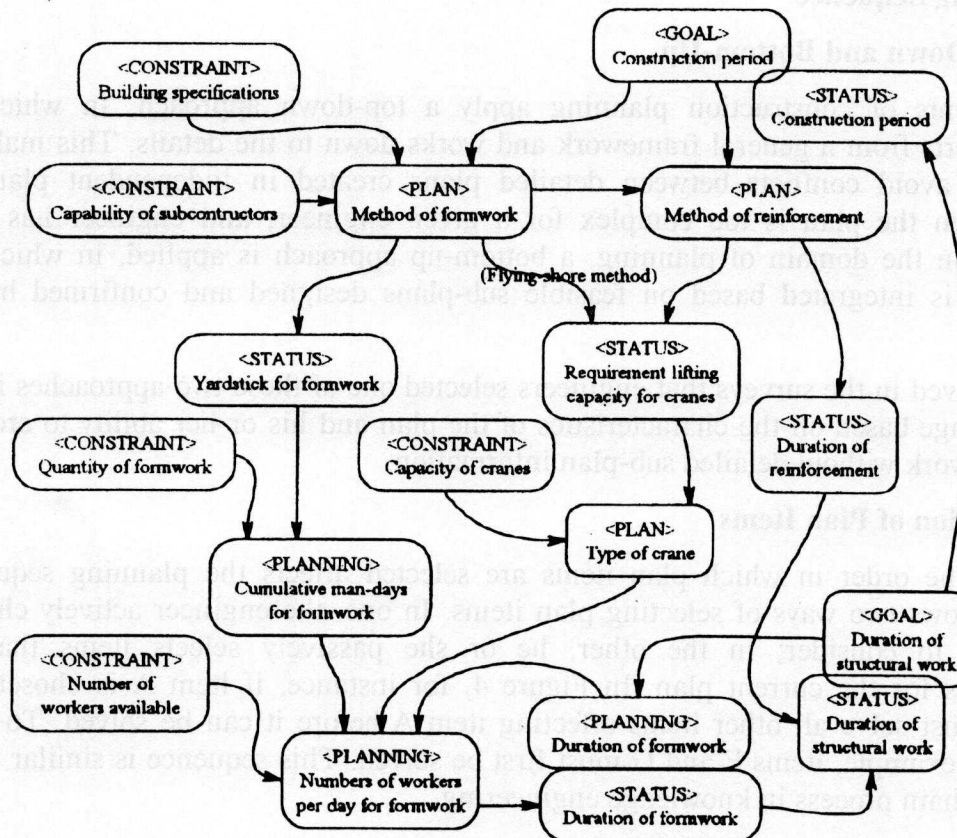 <GOAL>
Construction period
<CONSTRAINT>
Building specifications
<STATUS>
Construction period
<CONSTRAINT>
Capability of subcontructors
<PLAN>
Method of formwork
<PLAN>
Method of reinforcement
(Flying-shore method)
<STATUS>
Yardstick for formwork
<STATUS>
Requirement lifting
capacity for cranes
<CONSTRAINT>
Quantity of formwork
<CONSTRAINT>
Capacity of cranes
<STATUS>
Duration of
reinforcement
<PLAN>
Type of crane
<PLANNING>
Cumulative man-days
for formwork
<GOAL>
Duration of
structural work
<CONSTRAINT>
Number of
workers available
<STATUS>
Duration of
structural work
<PLANNING>
Duration of formwork
<PLANNING>
Numbers of workers
per day for formwork
<STATUS>
Duration of formwork